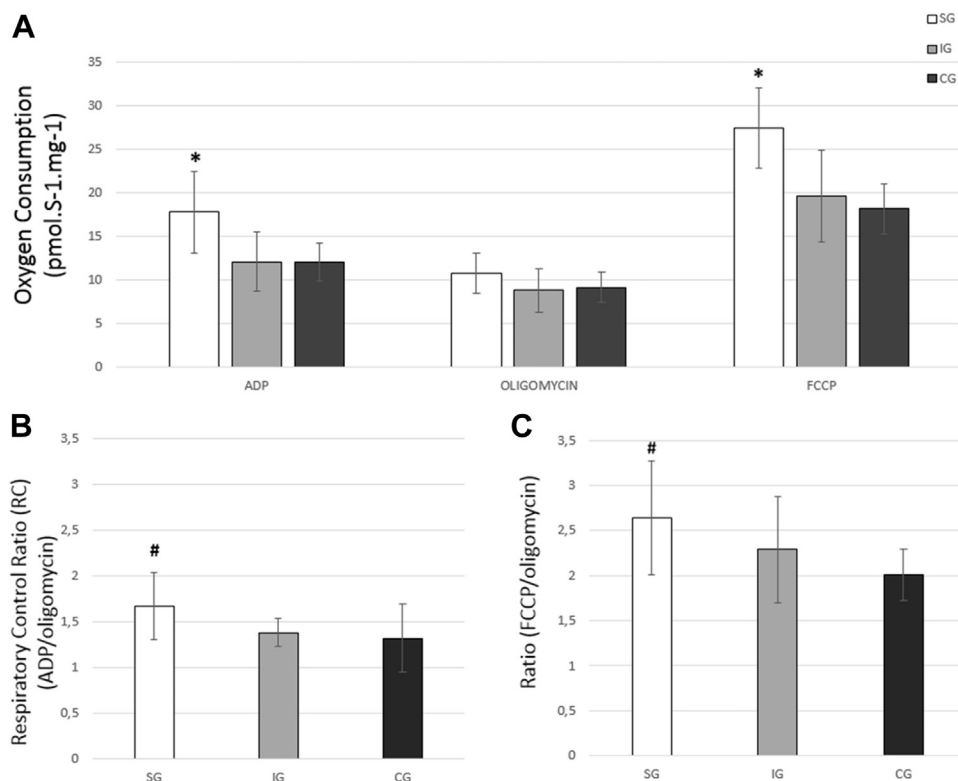 A
SG
IG
CG
Oxygen Consumption
(pmol.S-1.mg-1)
35
30
25
20
15
10
5
0
*
*
ADP
OLIGOMYCIN
FCCP
B
Respiratory Control Ratio (RC)
(ADP/oligomycin)
3,5
3
2,5
2
1,5
1
0,5
0
#
SG
IG
CG
C
Ratio (FCCP/oligomycin)
3,5
3
2,5
2
1,5
1
0,5
0
#
SG
IG
CG